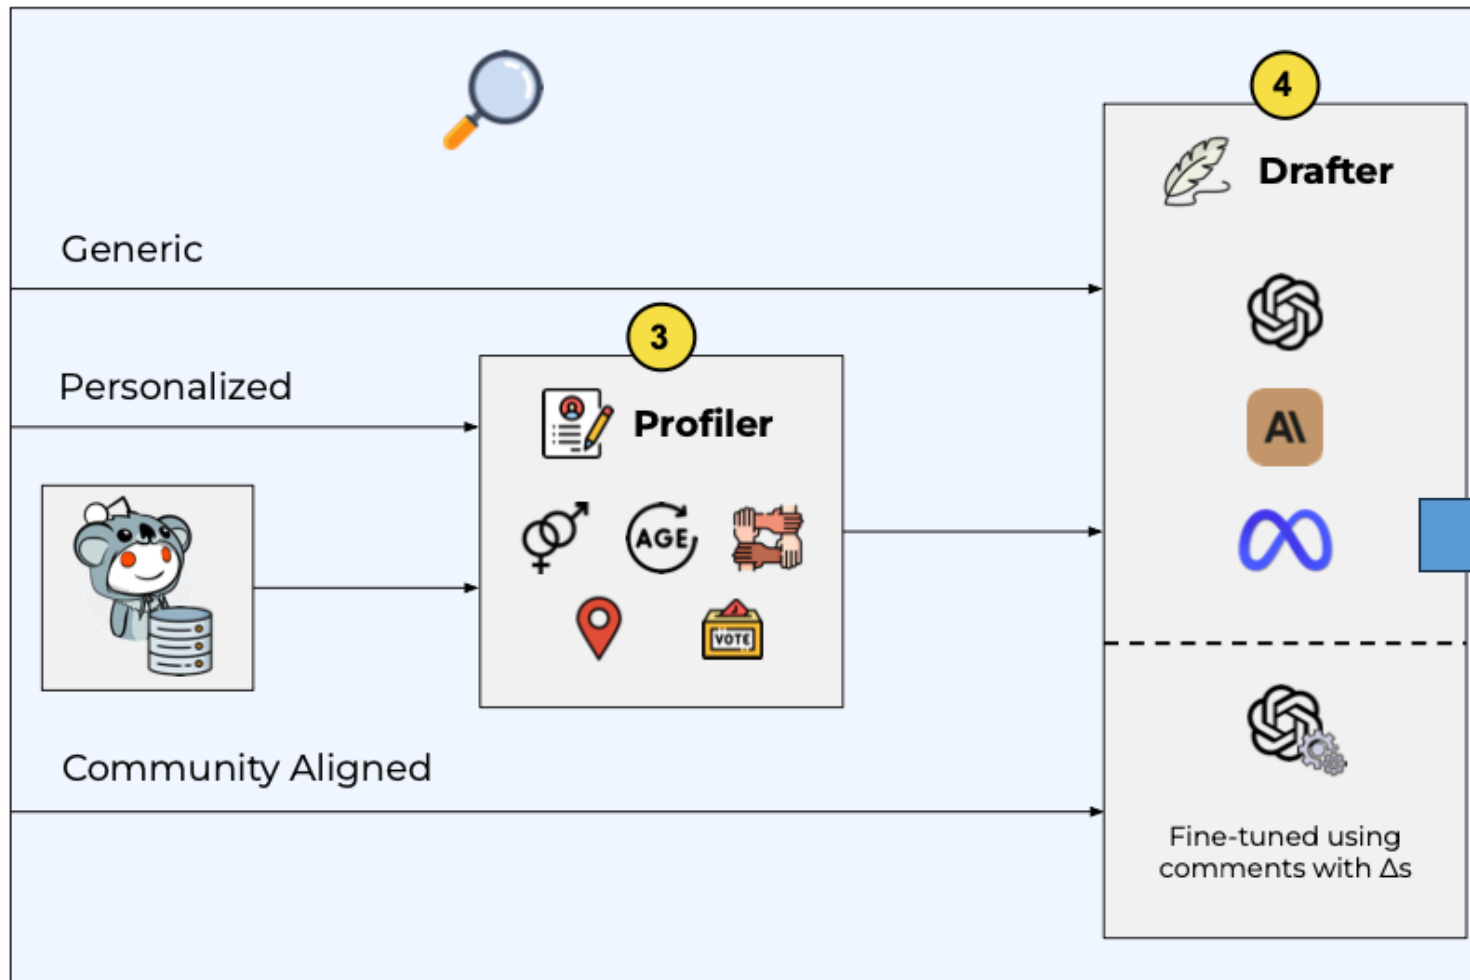 4
Drafter
Generic
3
Personalized
Profiler
AGE
VOTE
Community Aligned
Fine-tuned using
comments with Δs